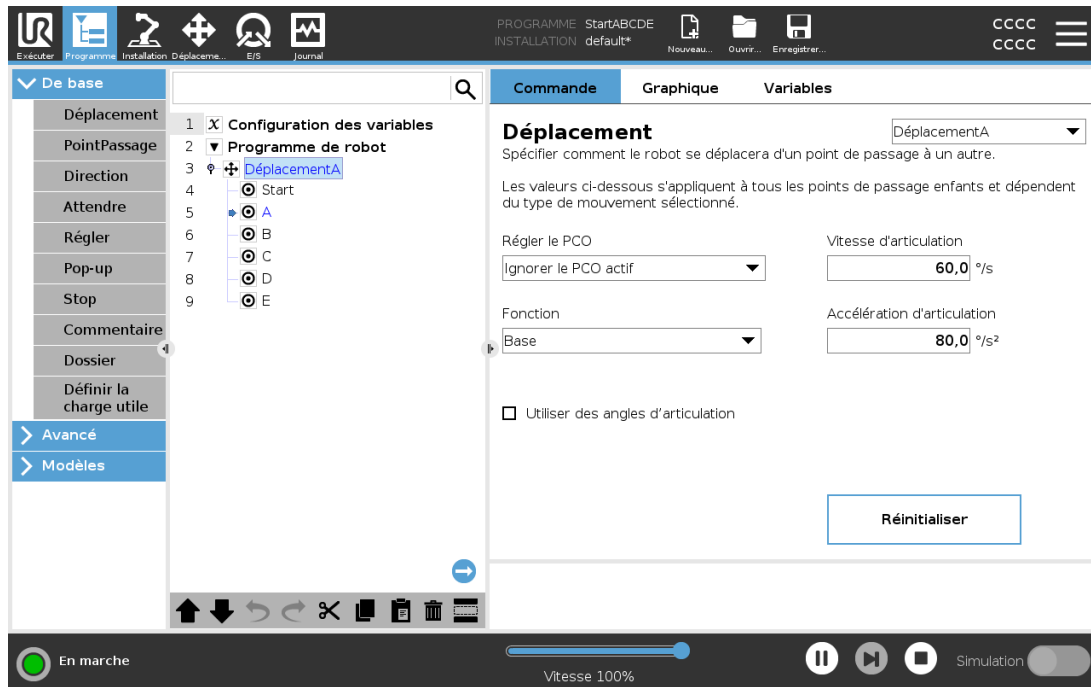 UR
PROGRAMME StartABCDE
INSTALLATION default*
Nouveau...
Ouvrir...
Enregistrer...
CCCC
CCCC
Exécuter
Programme
Installation
Déplaceme...
E/S
Journal
De base
Déplacement
PointPassage
Direction
Attendre
Régler
Pop-up
Stop
Commentaire
Dossier
Définir la
charge utile
Avancé
Modèles
1 X Configuration des variables
2 Programme de robot
3 DéplacementA
4 Start
5 A
6 B
7 C
8 D
9 E
Commande
Graphique
Variables
Déplacement
DéplacementA
Spécifier comment le robot se déplacera d'un point de passage à un autre.
Les valeurs ci-dessous s'appliquent à tous les points de passage enfants et dépendent
du type de mouvement sélectionné.
Régler le PCO
Vitesse d'articulation
Ignorer le PCO actif
60,0 °/s
Fonction
Accélération d'articulation
Base
80,0 °/s²
Utiliser des angles d'articulation
Réinitialiser
En marche
Vitesse 100%
Simulation